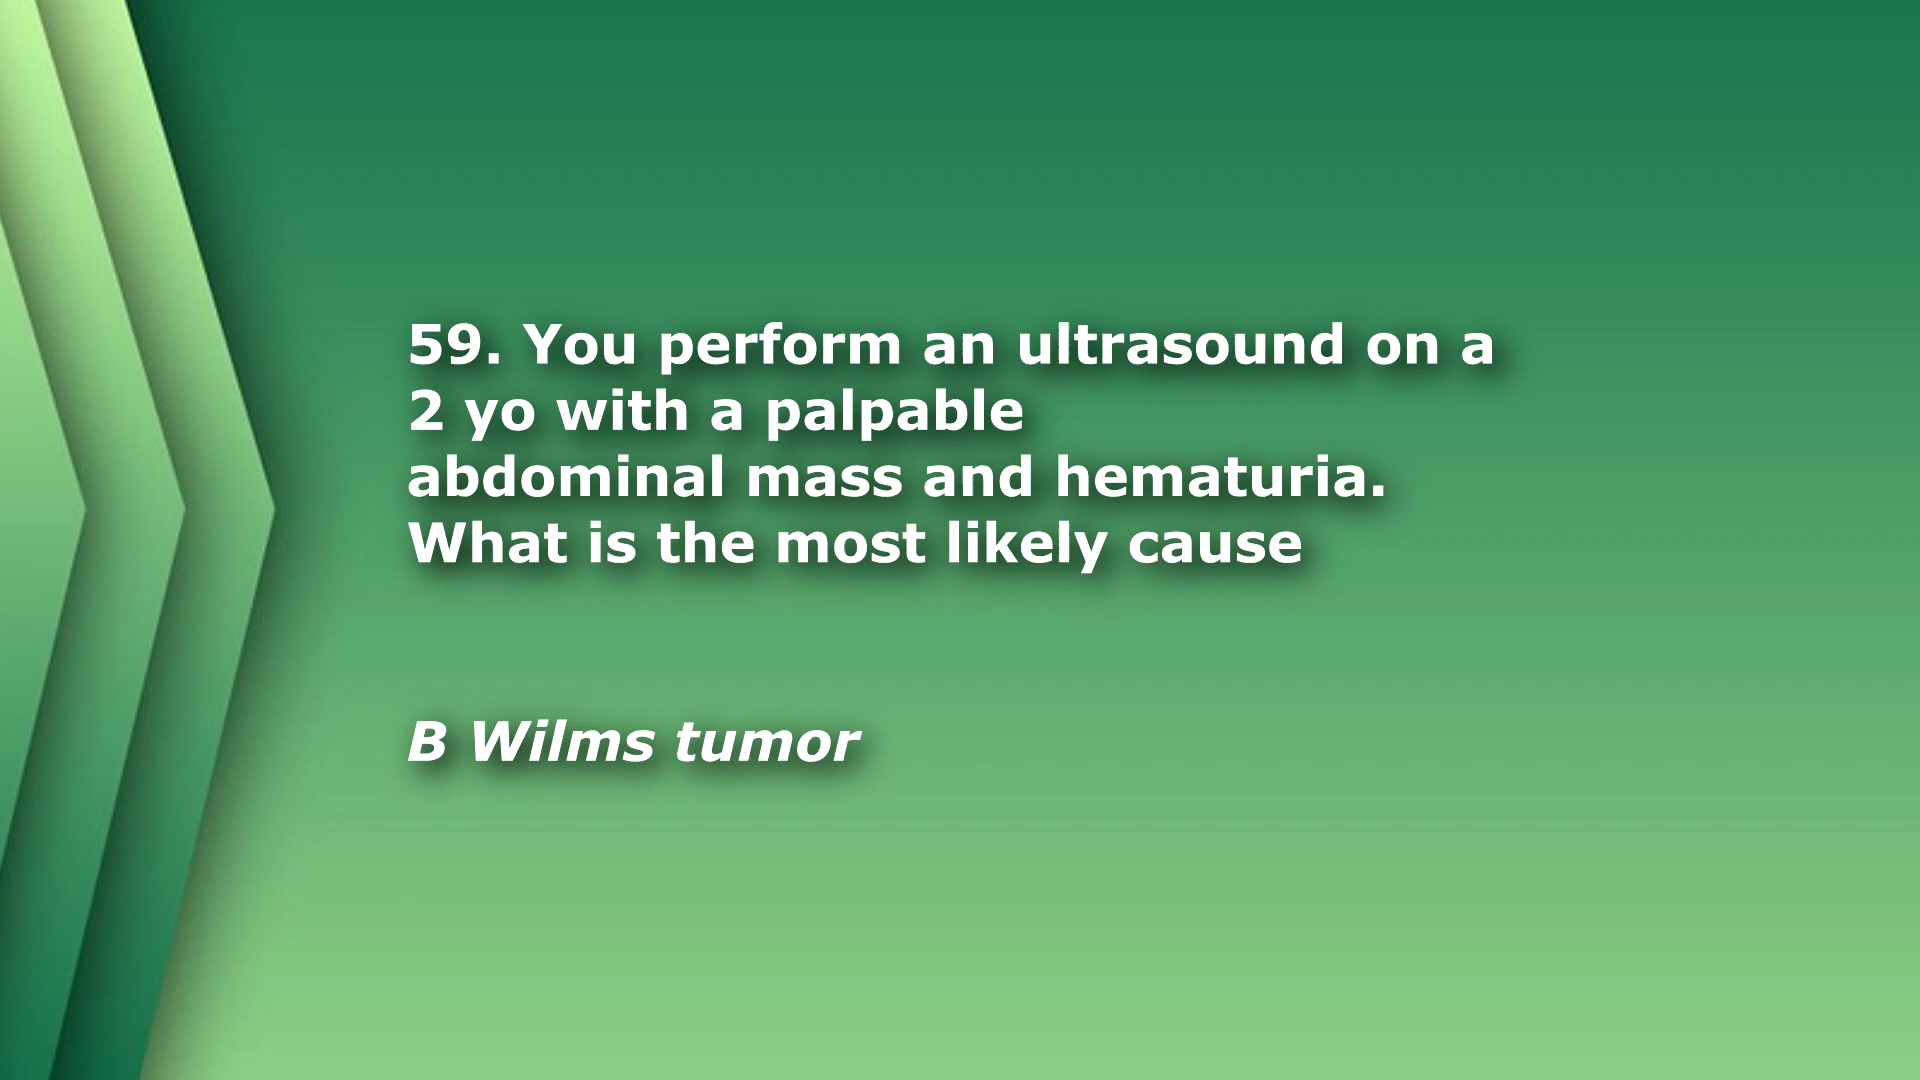 59. You perform an ultrasound on a
2 yo with a palpable
abdominal mass and hematuria.
What is the most likely cause
B Wilms tumor